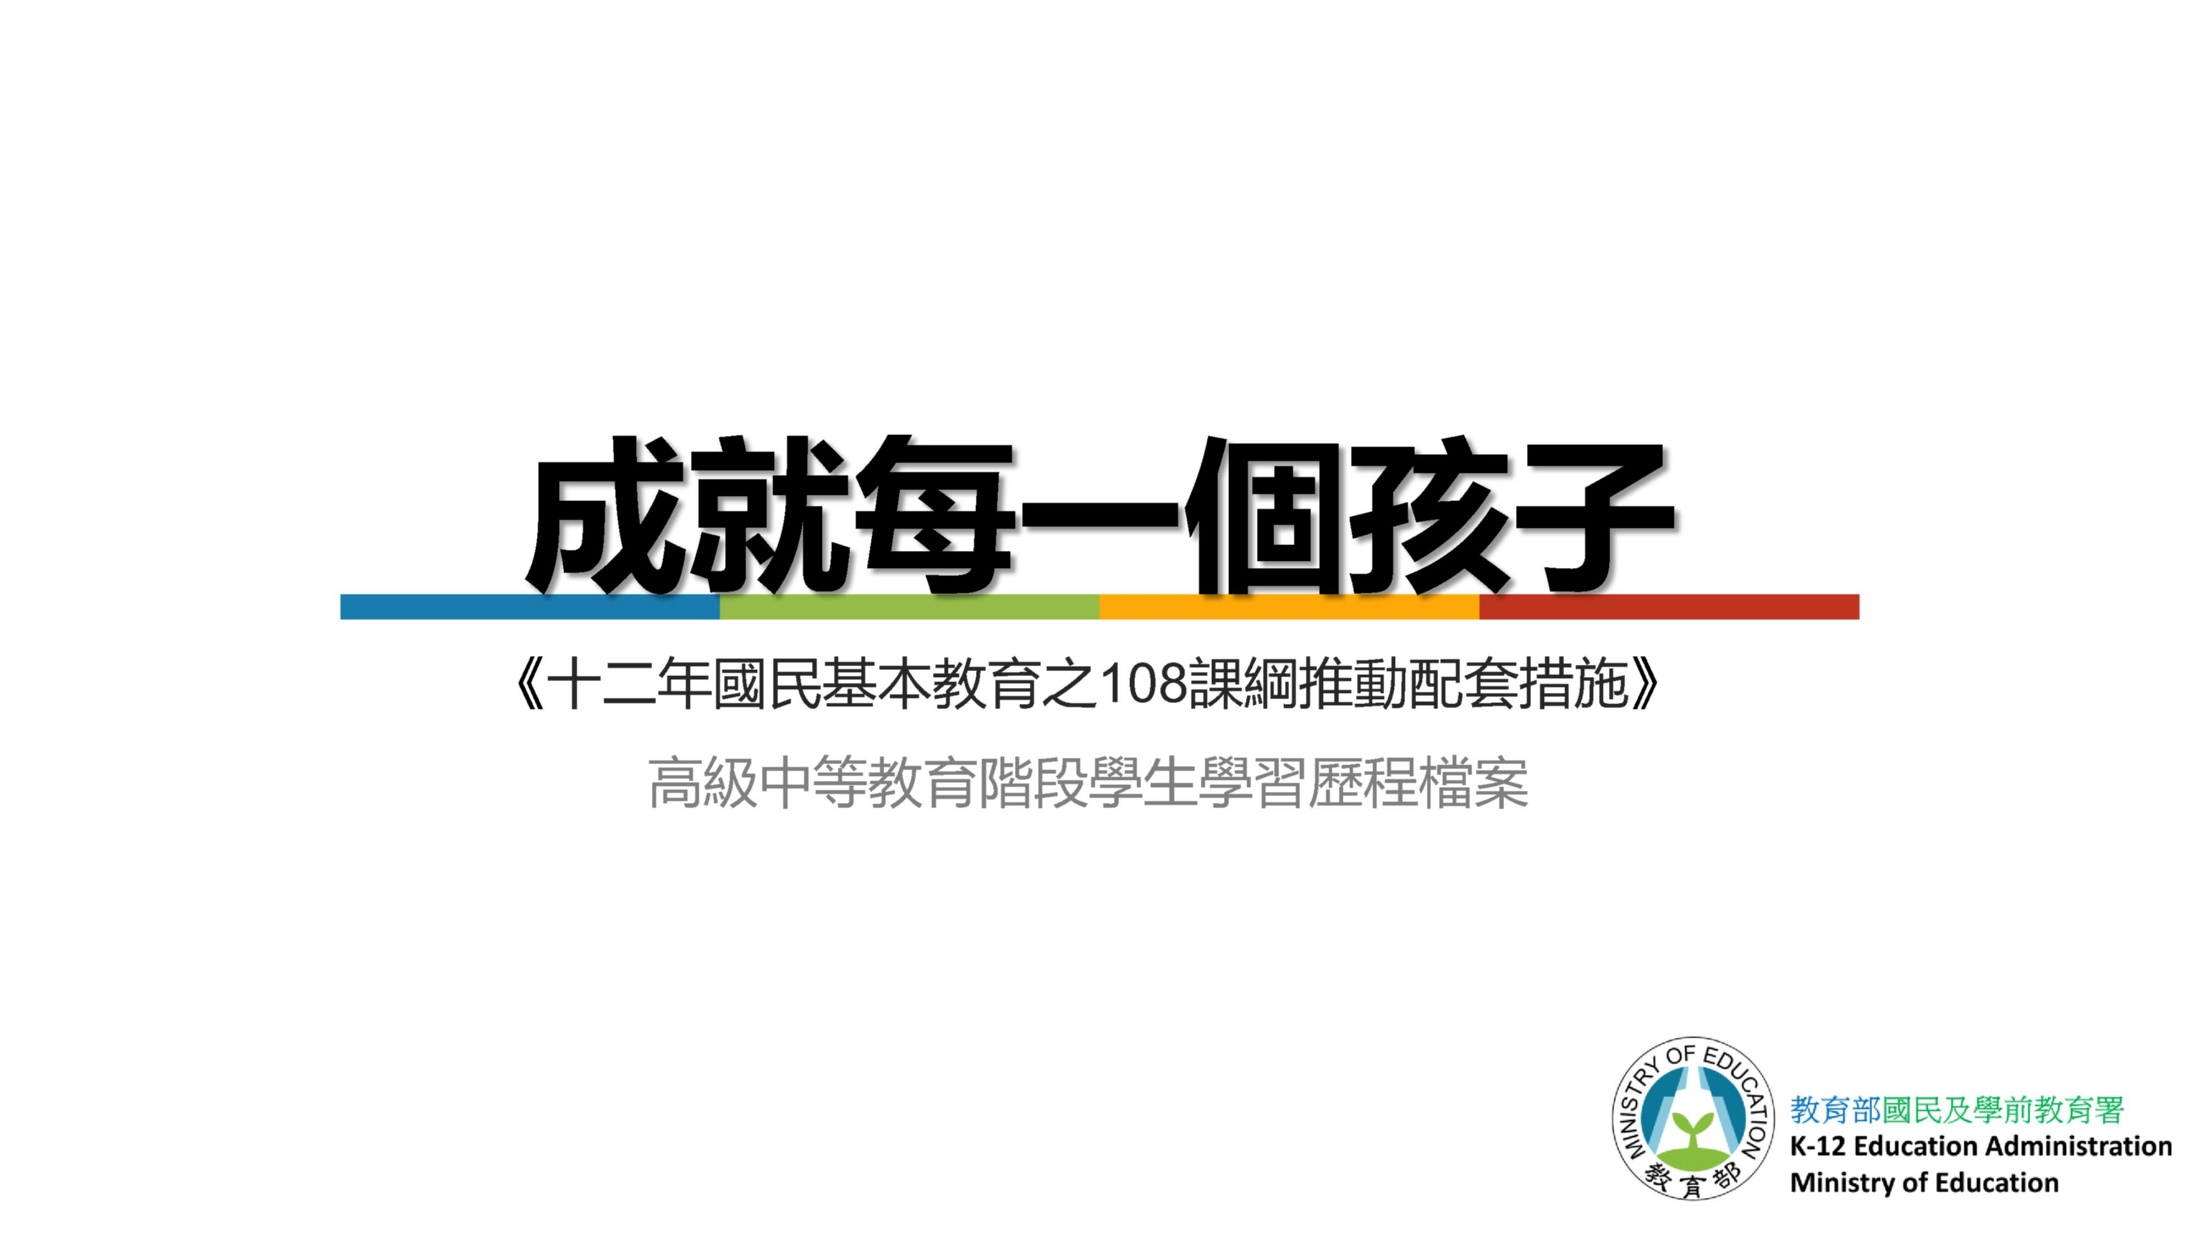 成就每一個孩子
《十二年國民基本教育之108課綱推動配套措施》
高級中等教育階段學生學習歷程檔案
MINISTRY OF EDUCATION
教育部
教育部國民及學前教育署
K-12 Education Administration
Ministry of Education